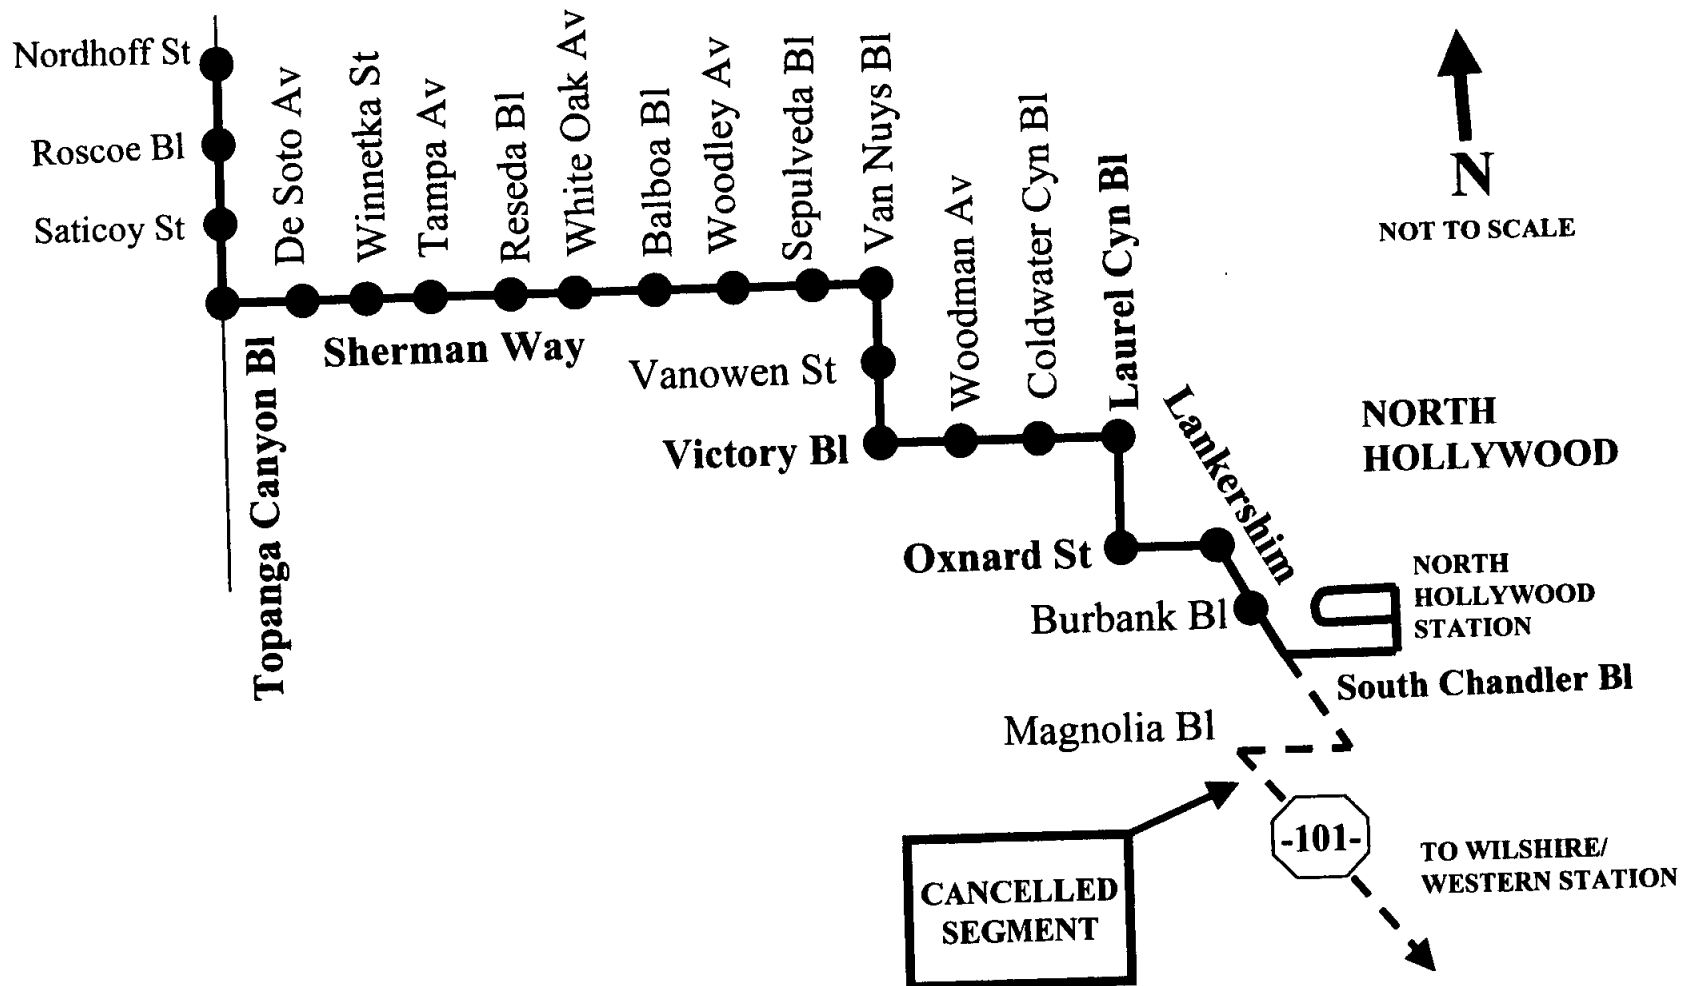 Nordhoff St
Roscoe Bl
Saticoy St
De Soto Av
Winnetka St
Tampa Av
Reseda Bl
White Oak Av
Balboa Bl
Woodley Av
Sepulveda Bl
Van Nuys Bl
Woodman Av
Coldwater Cyn Bl
Laurel Cyn Bl
N
NOT TO SCALE
Topanga Canyon Bl
Sherman Way
Vanowen St
Victory Bl
Lankershim
NORTH
HOLLYWOOD
Oxnard St
Burbank Bl
NORTH
HOLLYWOOD
STATION
South Chandler Bl
Magnolia Bl
-101-
TO WILSHIRE/
WESTERN STATION
CANCELLED
SEGMENT